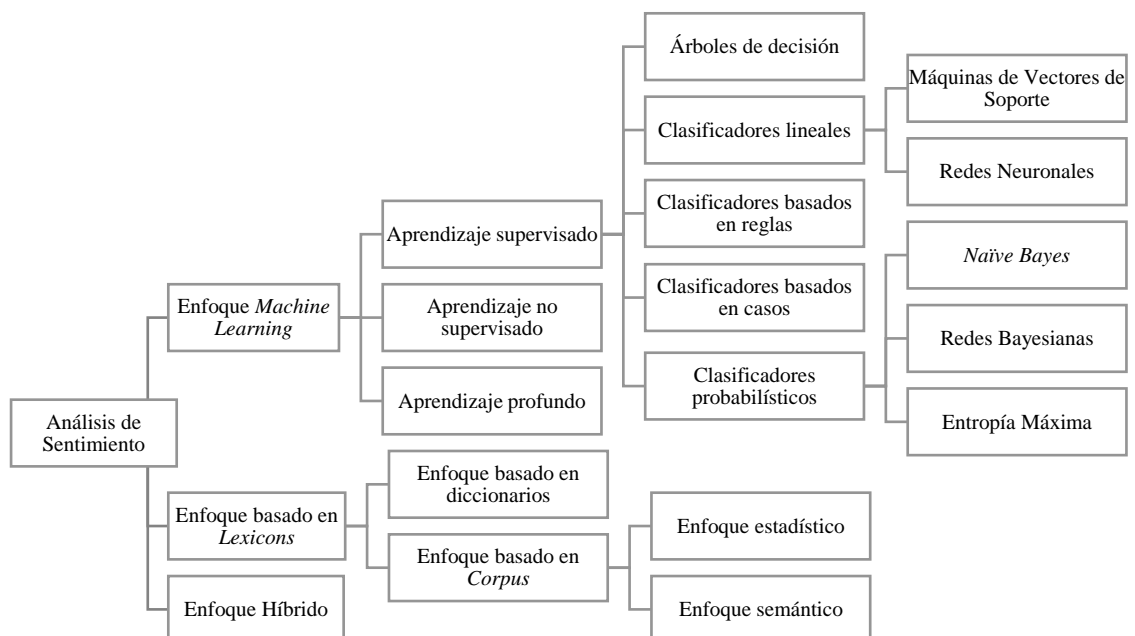 Análisis de
Sentimiento
Enfoque Machine
Learning
Aprendizaje supervisado
Árboles de decisión
Clasificadores lineales
Máquinas de Vectores de
Soporte
Redes Neuronales
Clasificadores basados
en reglas
Clasificadores basados
en casos
Clasificadores
probabilísticos
Naïve Bayes
Redes Bayesianas
Entropía Máxima
Aprendizaje no
supervisado
Aprendizaje profundo
Enfoque basado en
Lexicons
Enfoque basado en
diccionarios
Enfoque basado en
Corpus
Enfoque estadístico
Enfoque semántico
Enfoque Híbrido